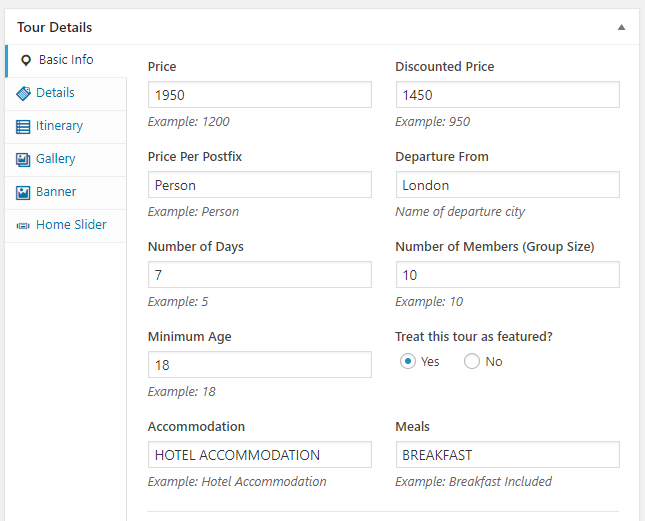 Tour Details
Basic Info
Details
Itinerary
Gallery
Banner
Home Slider
Price
Discounted Price
1950
1450
Example: 1200
Example: 950
Price Per Postfix
Departure From
Person
London
Example: Person
Name of departure city
Number of Days
Number of Members (Group Size)
7
10
Example: 5
Example: 10
Minimum Age
Treat this tour as featured?
18
Yes
No
Example: 18
Accommodation
Meals
HOTEL ACCOMMODATION
BREAKFAST
Example: Hotel Accommodation
Example: Breakfast Included